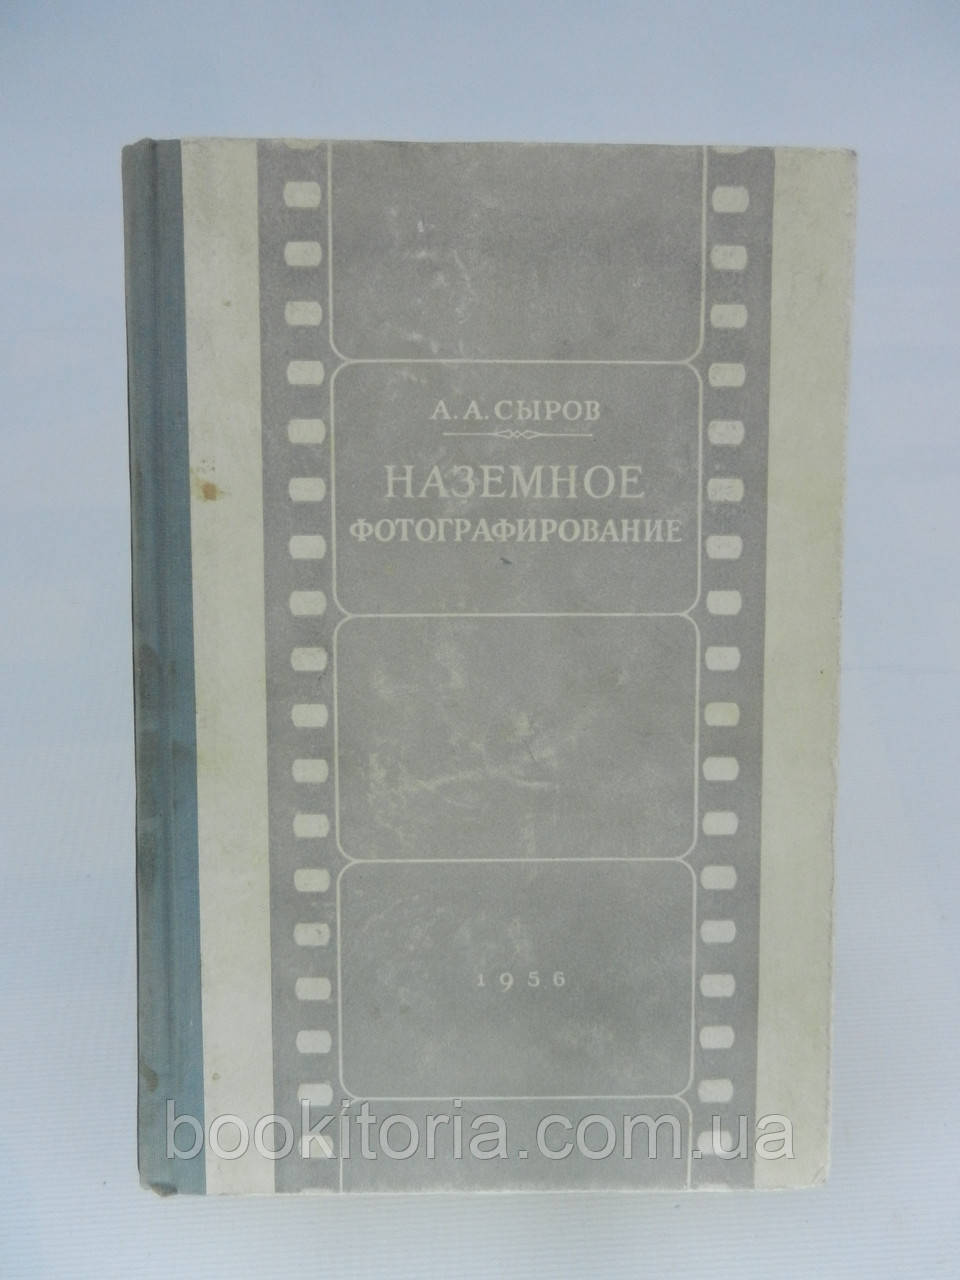 А. А. СЫРОВ
НАЗЕМНОЕ
ФОТОГРАФИРОВАНИЕ
1956
bookitoria.com.ua